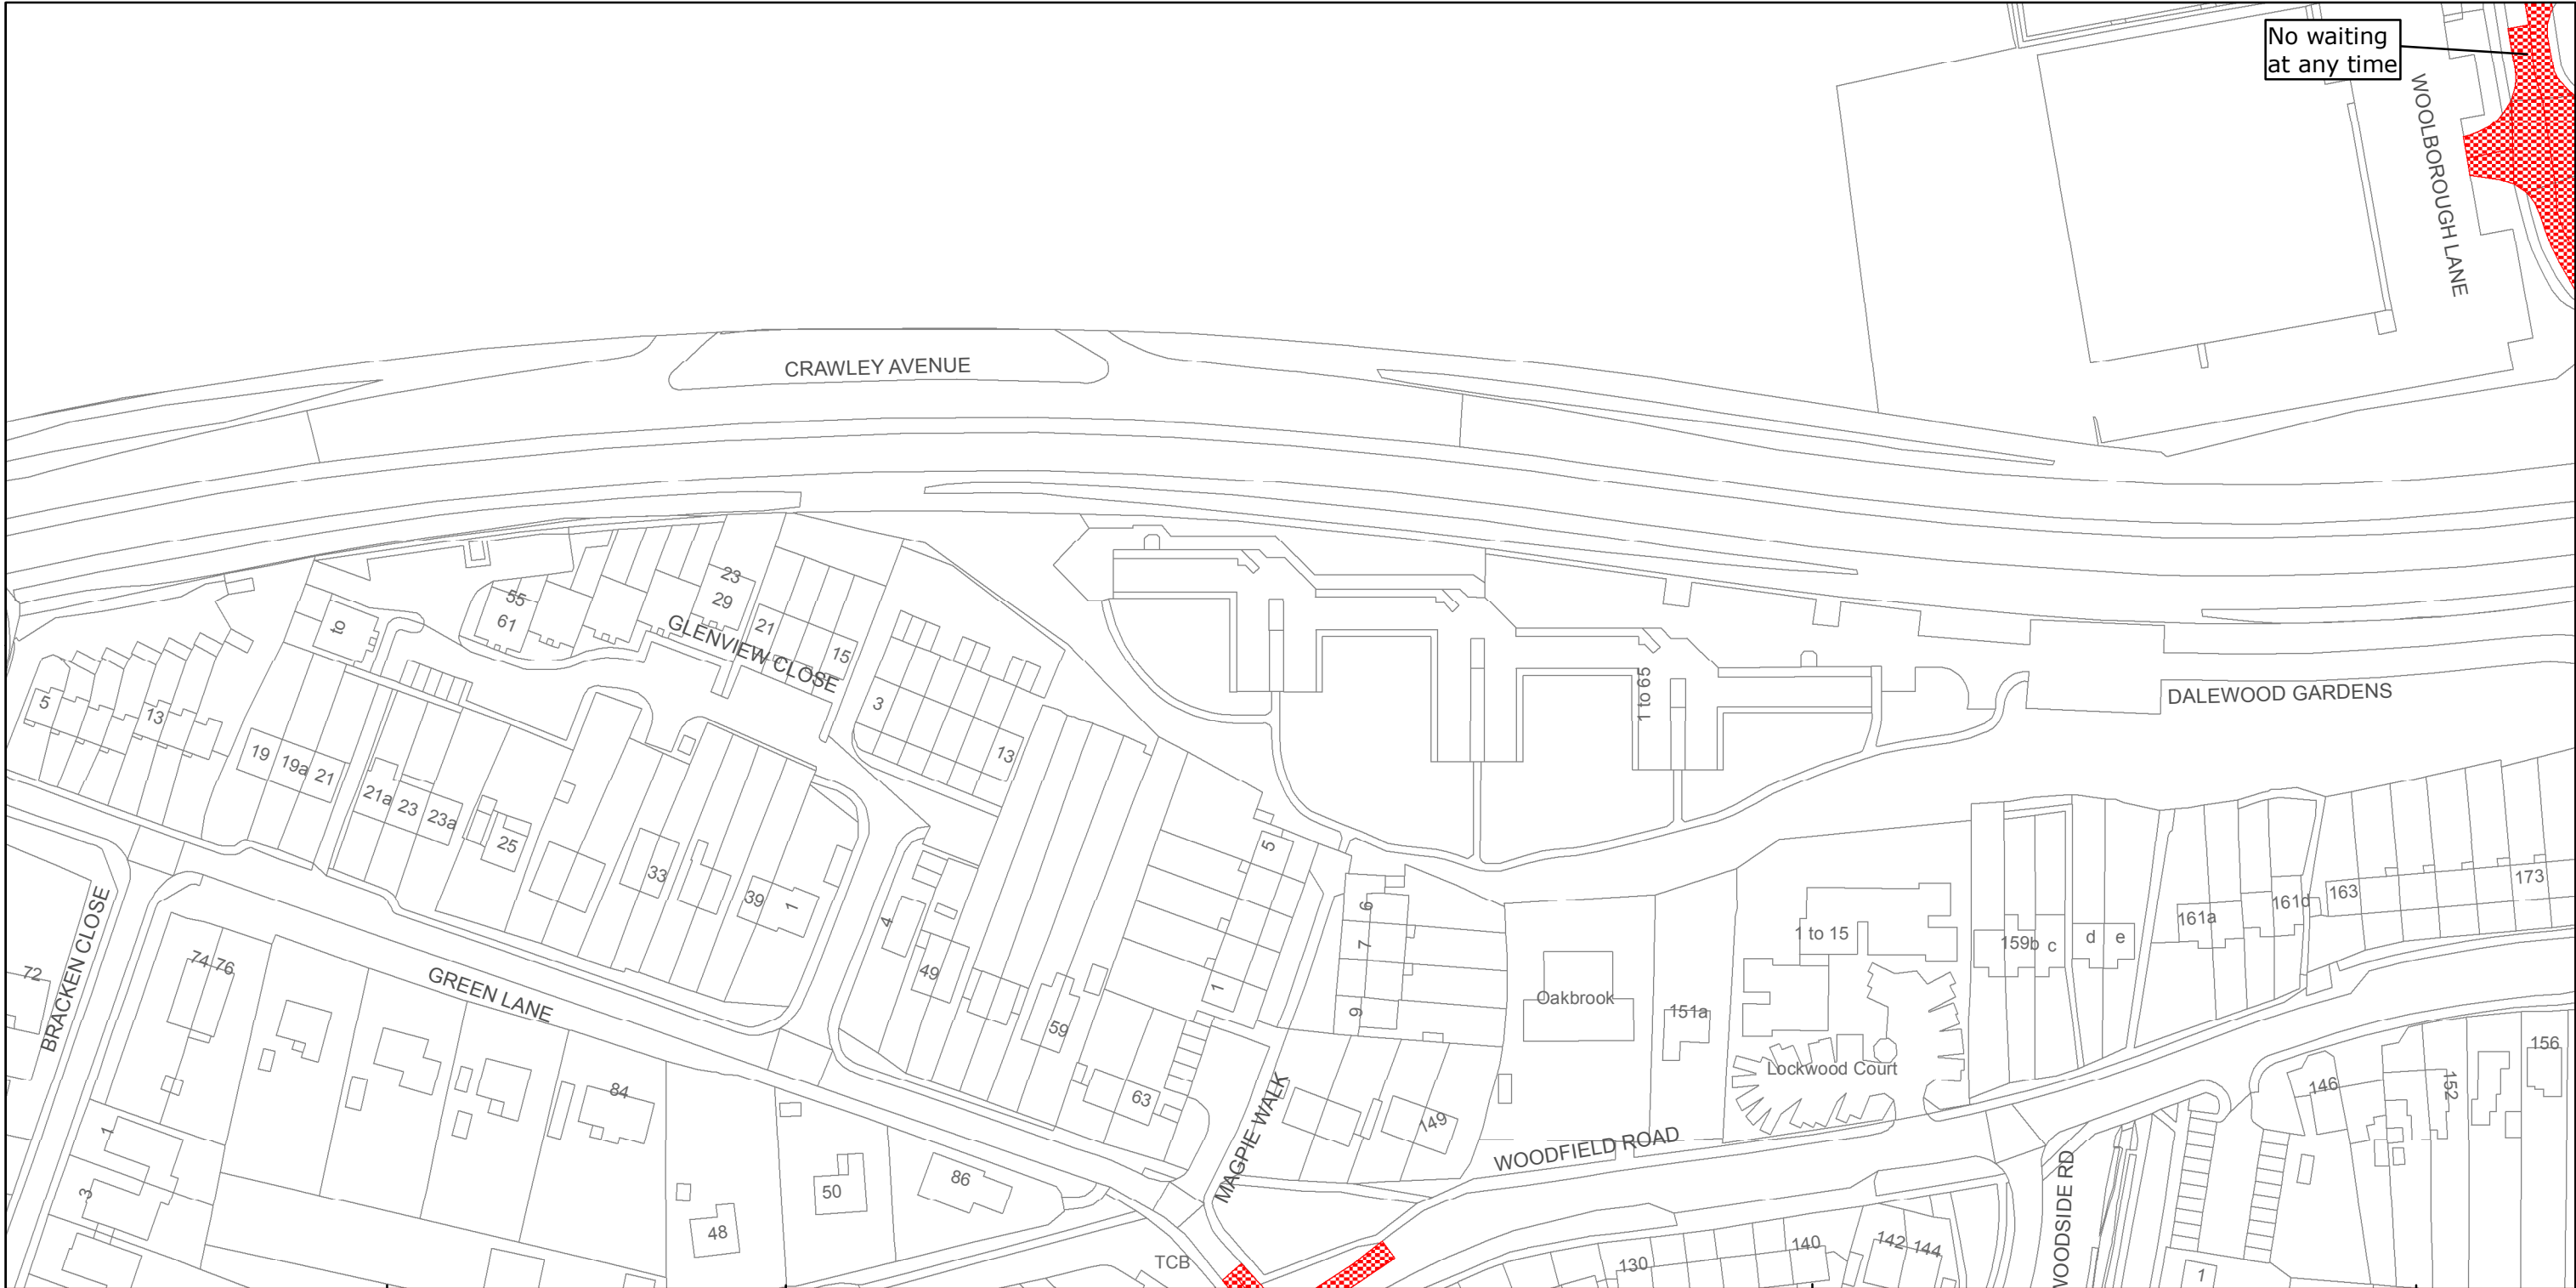 No waiting
at any time
WOOLBOROUGH LANE
CRAWLEY AVENUE
23
29
55
61
to
21
15
GLENVIEW CLOSE
1 to 65
DALEWOOD GARDENS
5
13
3
13
19
19a
21
21a
23
23a
25
33
39
1
5
4
49
59
1
63
6
7
9
BRACKEN CLOSE
72
74
76
GREEN LANE
84
1
3
48
50
86
MAGPIE WALK
149
Oakbrook
151a
1 to 15
Lockwood Court
159b
c
d
e
161a
161d
163
173
WOODFIELD ROAD
WOODSIDE RD
146
152
156
TCB
130
140
142
144
1